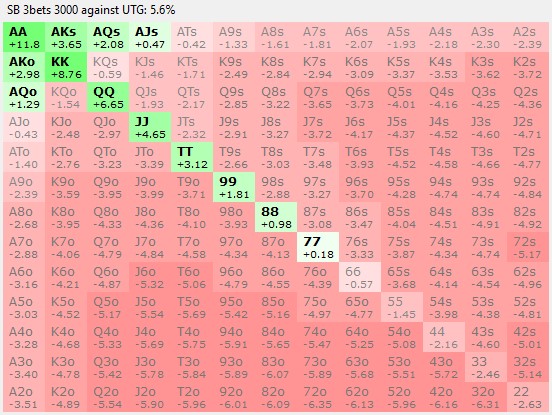 SB 3bets 3000 against UTG: 5.6%
AA AKs AQs AJs ATs A9s A8s A7s A6s A5s A4s A3s A2s
+11.8 +3.65 +2.08 +0.47 -0.42 -1.33 -1.61 -1.81 -2.07 -1.93 -2.18 -2.30 -2.39
AKo KK KQs KJs KTs K9s K8s K7s K6s K5s K4s K3s K2s
+2.98 +8.76 -0.59 -1.46 -1.71 -2.49 -2.84 -2.94 -3.09 -3.37 -3.53 -3.62 -3.72
AQo KQo QQ QJs QTs Q9s Q8s Q7s Q6s Q5s Q4s Q3s Q2s
+1.29 -1.54 +6.65 -1.93 -2.17 -2.85 -3.22 -3.65 -3.73 -4.01 -4.16 -4.25 -4.36
AJo KJo QJo JJ JTs J9s J8s J7s J6s J5s J4s J3s J2s
-0.43 -2.48 -2.97 +4.65 -2.32 -2.91 -3.27 -3.72 -4.17 -4.37 -4.52 -4.60 -4.71
ATo KTo QTo JTo TT T9s T8s T7s T6s T5s T4s T3s T2s
-1.40 -2.76 -3.23 -3.39 +3.12 -2.66 -3.03 -3.48 -3.93 -4.52 -4.58 -4.66 -4.77
A9o K9o Q9o J9o T9o 99 98s 97s 96s 95s 94s 93s 92s
-2.39 -3.59 -3.95 -3.99 -3.71 +1.81 -2.88 -3.27 -3.70 -4.28 -4.74 -4.74 -4.84
A8o K8o Q8o J8o T8o 98o 88 87s 86s 85s 84s 83s 82s
-2.68 -3.95 -4.33 -4.36 -4.10 -3.93 +0.98 -3.08 -3.47 -4.04 -4.51 -4.91 -4.92
A7o K7o Q7o J7o T7o 97o 87o 77 76s 75s 74s 73s 72s
-2.88 -4.06 -4.79 -4.84 -4.58 -4.34 -4.13 +0.18 -3.33 -3.87 -4.34 -4.74 -5.17
A6o K6o Q6o J6o T6o 96o 86o 76o 66 65s 64s 63s 62s
-3.16 -4.21 -4.87 -5.32 -5.06 -4.79 -4.55 -4.39 -0.57 -3.68 -4.14 -4.54 -4.96
A5o K5o Q5o J5o T5o 95o 85o 75o 65o 55 54s 53s 52s
-3.03 -4.52 -5.17 -5.54 -5.69 -5.42 -5.16 -4.97 -4.77 -1.45 -3.98 -4.38 -4.81
A4o K4o Q4o J4o T4o 94o 84o 74o 64o 54o 44 43s 42s
-3.28 -4.68 -5.33 -5.69 -5.75 -5.91 -5.65 -5.47 -5.25 -5.08 -2.16 -4.60 -5.01
A3o K3o Q3o J3o T3o 93o 83o 73o 63o 53o 43o 33 32s
-3.40 -4.78 -5.42 -5.78 -5.84 -5.89 -6.07 -5.89 -5.68 -5.51 -5.72 -2.46 -5.14
A2o K2o Q2o J2o T2o 92o 82o 72o 62o 52o 42o 32o 22
-3.51 -4.89 -5.54 -5.90 -5.96 -6.01 -6.09 -6.35 -6.13 -5.96 -6.16 -6.31 -2.63